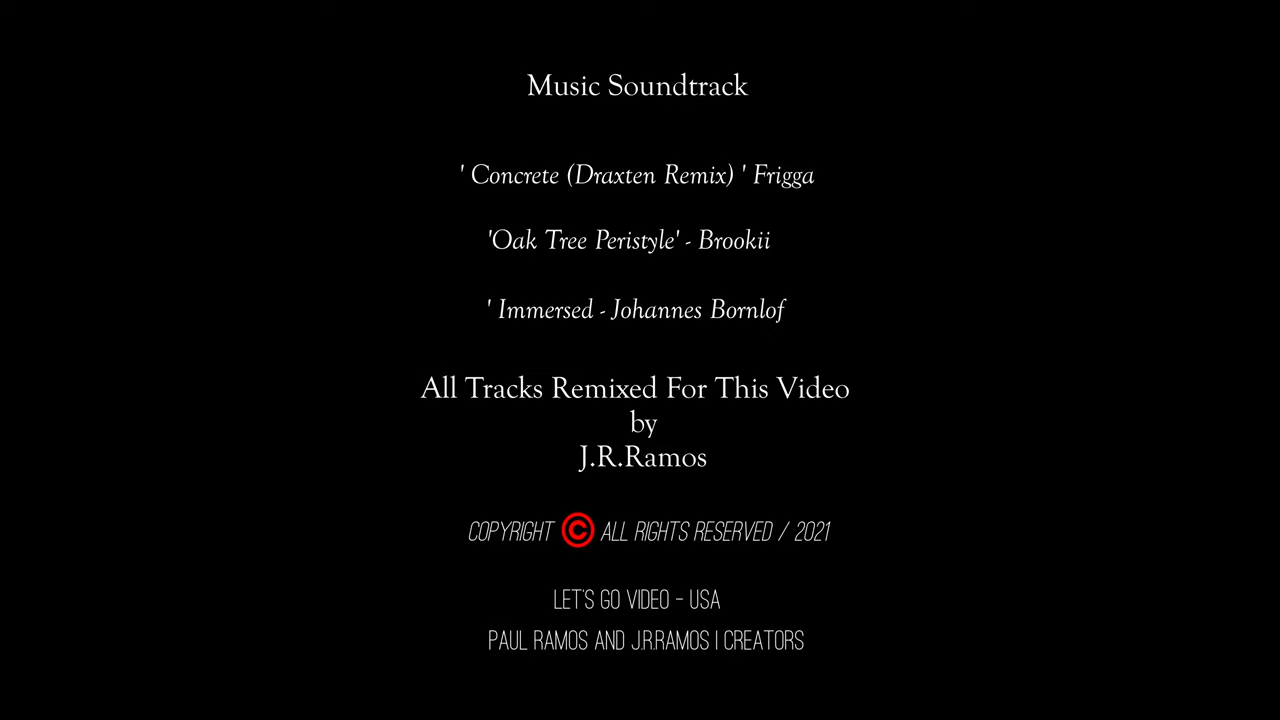 Music Soundtrack
' Concrete (Draxten Remix) ' Frigga
'Oak Tree Peristyle' - Brookii
' Immersed - Johannes Bornlof
All Tracks Remixed For This Video
by
J.R.Ramos
COPYRIGHT © ALL RIGHTS RESERVED / 2021
LET'S GO VIDEO - USA
PAUL RAMOS AND J.R.RAMOS | CREATORS